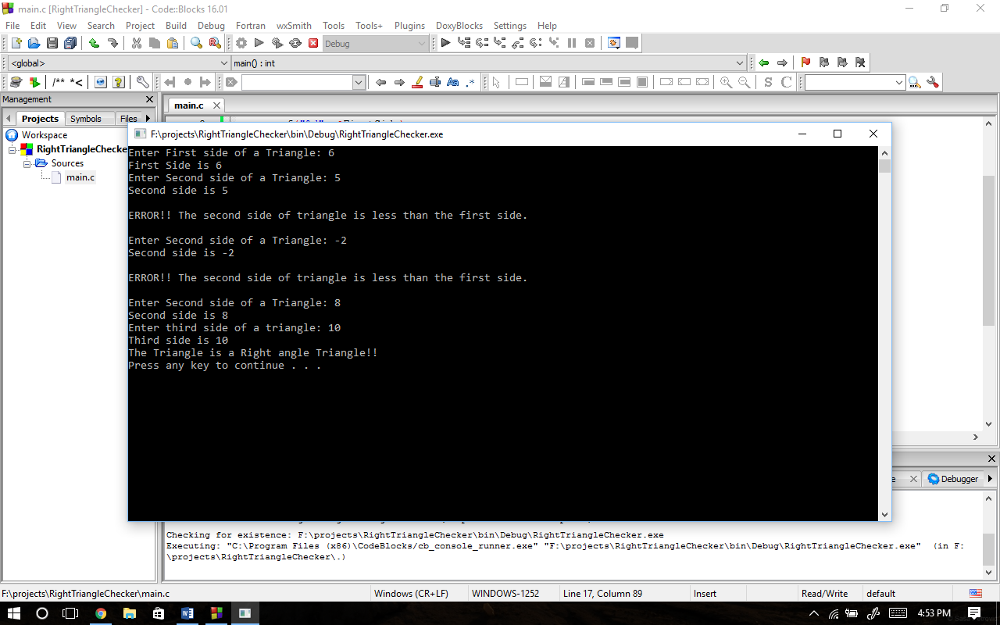 main.c [RightTriangleChecker] - Code::Blocks 16.01
File Edit View Search Project Build Debug Fortran wxSmith Tools Tools+ Plugins DoxyBlocks Settings Help
Debug
<global> main() : int
/** *<
Aa .* S C
Management
main.c
Projects Symbols Files
Workspace
RightTriangleChecke
Sources
main.c
F:\projects\RightTriangleChecker\bin\Debug\RightTriangleChecker.exe
Enter First side of a Triangle: 6
First Side is 6
Enter Second side of a Triangle: 5
Second side is 5
ERROR!! The second side of triangle is less than the first side.
Enter Second side of a Triangle: -2
Second side is -2
ERROR!! The second side of triangle is less than the first side.
Enter Second side of a Triangle: 8
Second side is 8
Enter third side of a triangle: 10
Third side is 10
The Triangle is a Right angle Triangle!!
Press any key to continue . . .
e Debugger
Checking for existence: F:\projects\RightTriangleChecker\bin\Debug\RightTriangleChecker.exe
Executing: "C:\Program Files (x86)\CodeBlocks/cb_console_runner.exe" "F:\projects\RightTriangleChecker\bin\Debug\RightTriangleChecker.exe" (in F:
\projects\RightTriangleChecker\.)
F:\projects\RightTriangleChecker\main.c Windows (CR+LF) WINDOWS-1252 Line 17, Column 89 Insert Read/Write default
4:53 PM